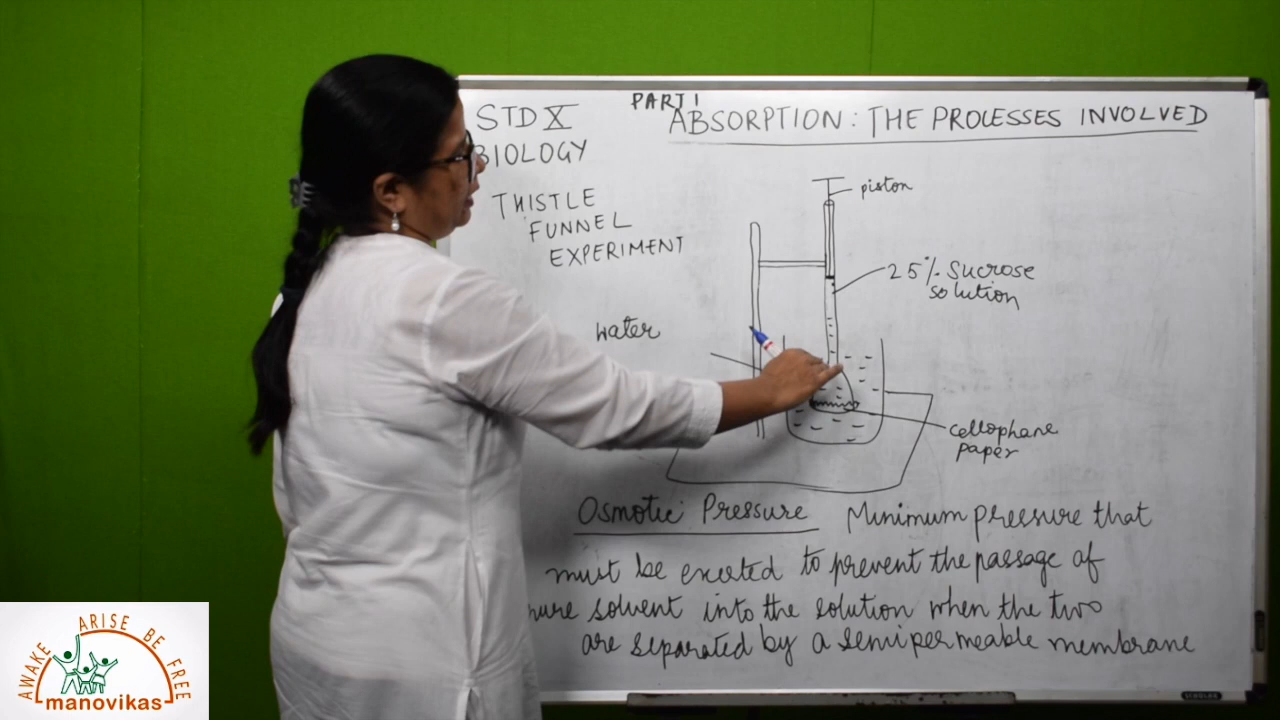 PART 1
STD X
ABSORPTION: THE PROCESSES INVOLVED
BIOLOGY
THISTLE
FUNNEL
EXPERIMENT
piston
25% Sucrose
solution
water
cellophane
paper
Osmotic Pressure Minimum pressure that
must be exerted to prevent the passage of
solvent into the solution when the two
are separated by a semipermeable membrane
AWAKE ARISE BE FREE
manovikas
SCHOLAR